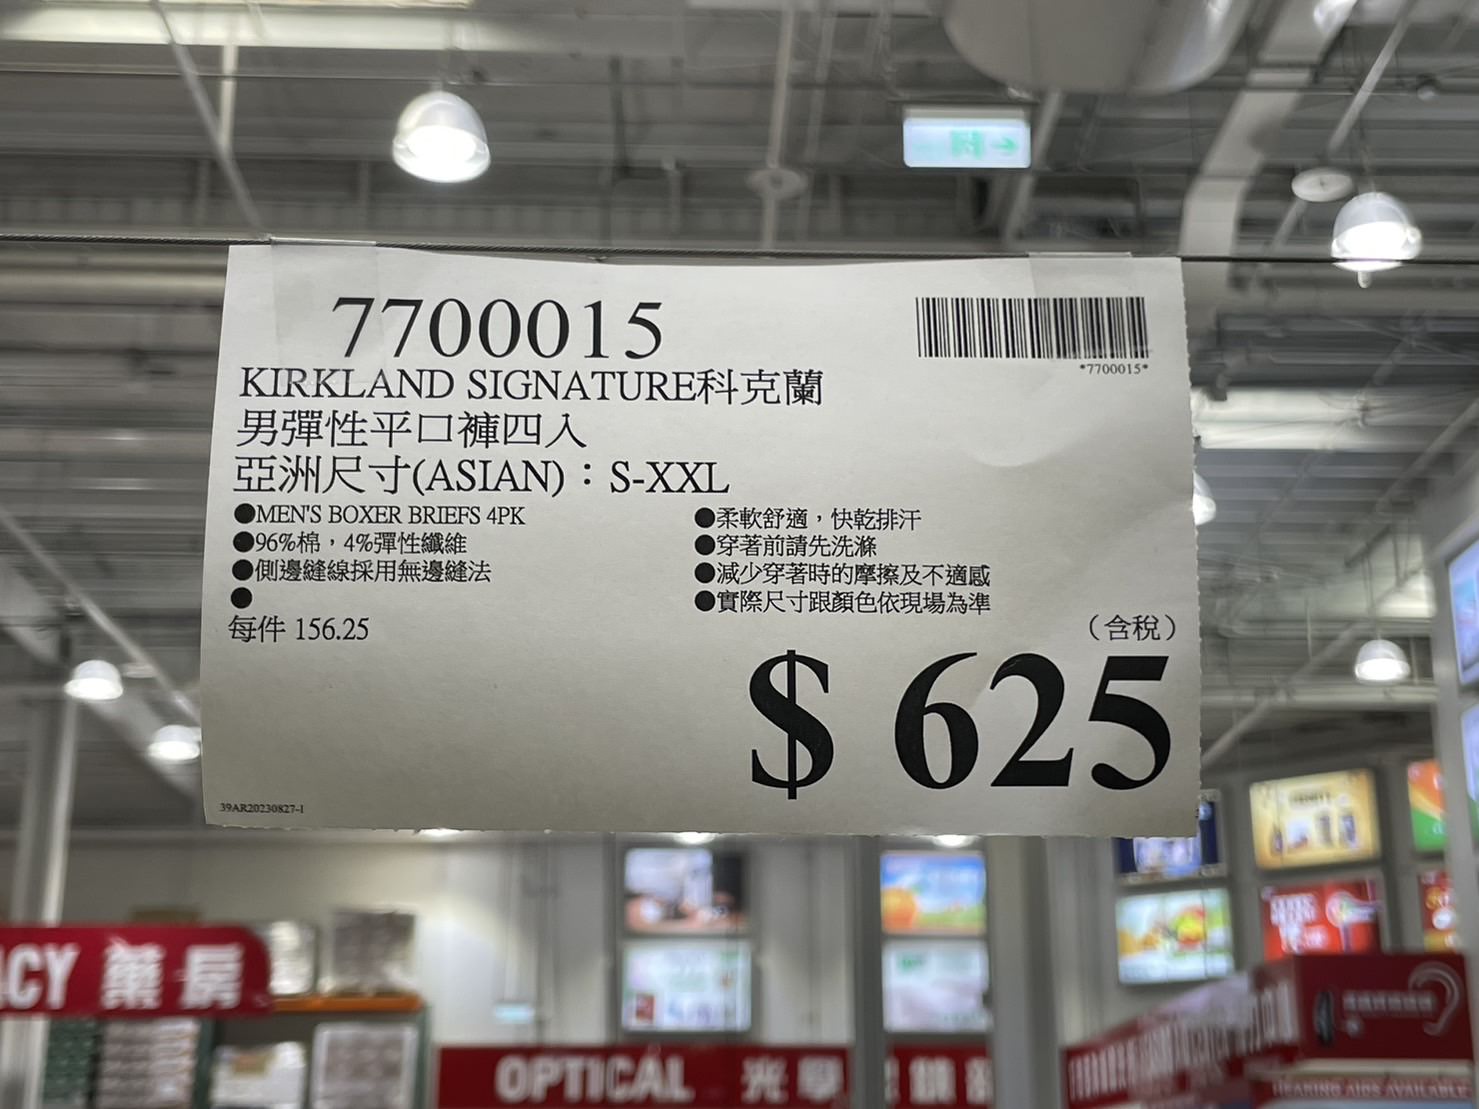 7700015
*7700015*
KIRKLAND SIGNATURE科克蘭
男彈性平口褲四入
亞洲尺寸(ASIAN)：S-XXL
●MEN'S BOXER BRIEFS 4PK
●96%棉，4%彈性纖維
●側邊縫線採用無邊縫法
●
●柔軟舒適，快乾排汗
●穿著前請先洗滌
●減少穿著時的摩擦及不適感
●實際尺寸跟顏色依現場為準
每件 156.25
（含稅）
$ 625
39AR20230827-1
ACY 藥房
OPTICAL 光學
HEARING AIDS AVAILABLE